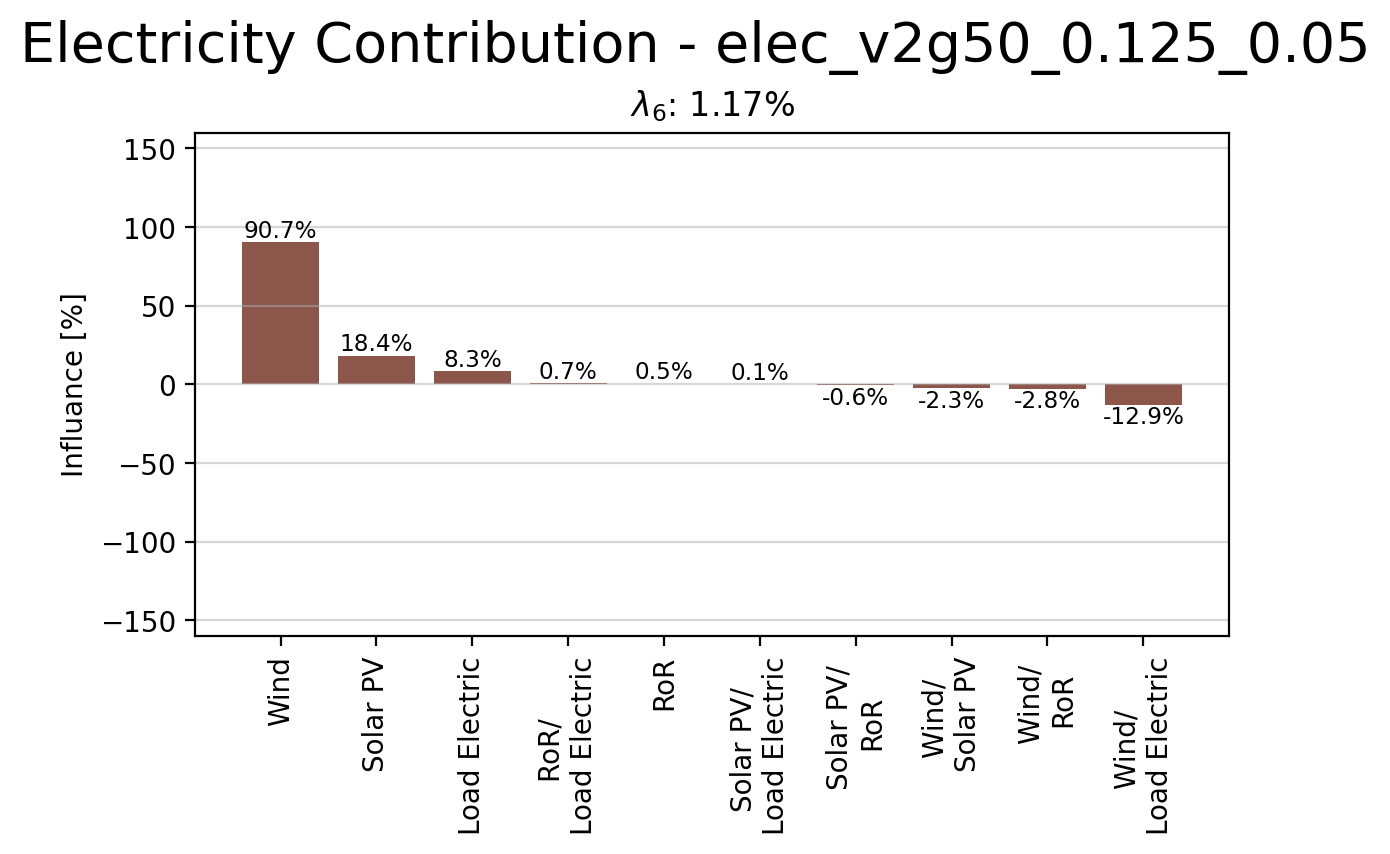 Electricity Contribution - elec_v2g50_0.125_0.05
λ₆: 1.17%
150
100
50
0
−50
−100
−150
Influance [%]
90.7%
18.4%
8.3%
0.7%
0.5%
0.1%
-0.6%
-2.3%
-2.8%
-12.9%
Wind
Solar PV
Load Electric
RoR/
Load Electric
RoR
Solar PV/
Load Electric
Solar PV/
RoR
Wind/
Solar PV
Wind/
RoR
Wind/
Load Electric